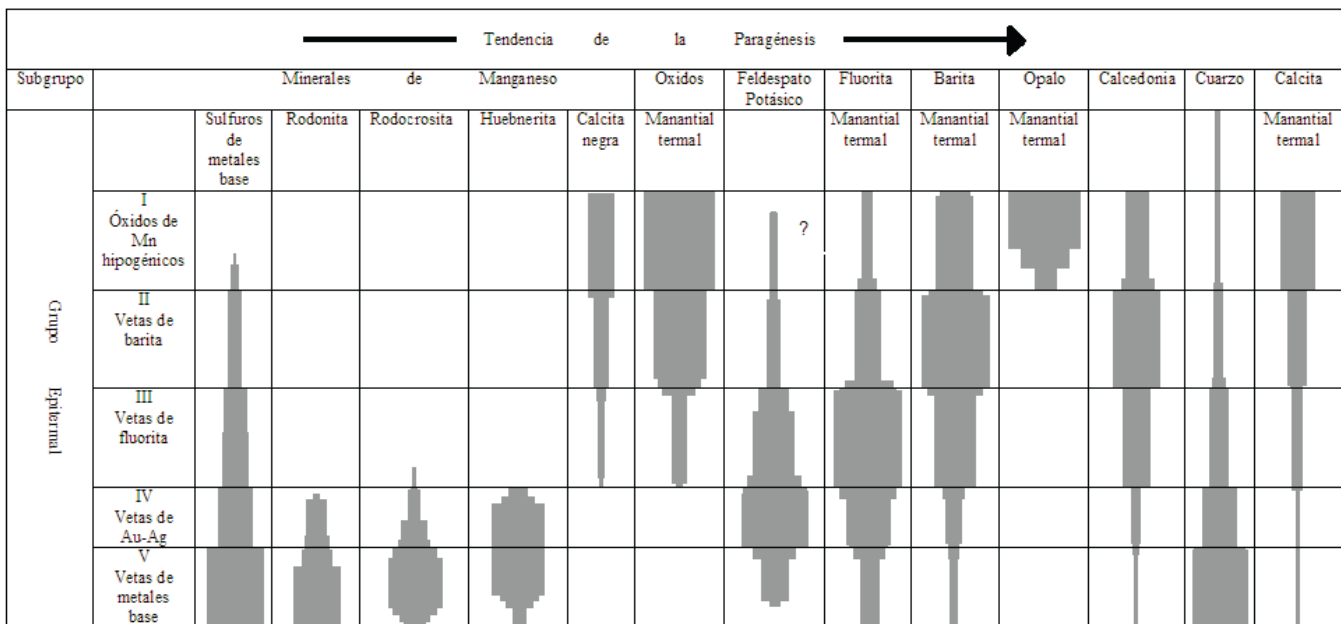 Tendencia de la Paragénesis
Subgrupo Minerales de Manganeso Oxidos Feldespato Potásico Fluorita Barita Opalo Calcedonia Cuarzo Calcita
Sulfuros de metales base Rodonita Rodocrosita Huebnerita Calcita negra Manantial termal Manantial termal Manantial termal Manantial termal Manantial termal
Grupo Epitermal
I
Óxidos de
Mn
hipogénicos
?
II
Vetas de
barita
III
Vetas de
fluorita
IV
Vetas de
Au-Ag
V
Vetas de
metales
base